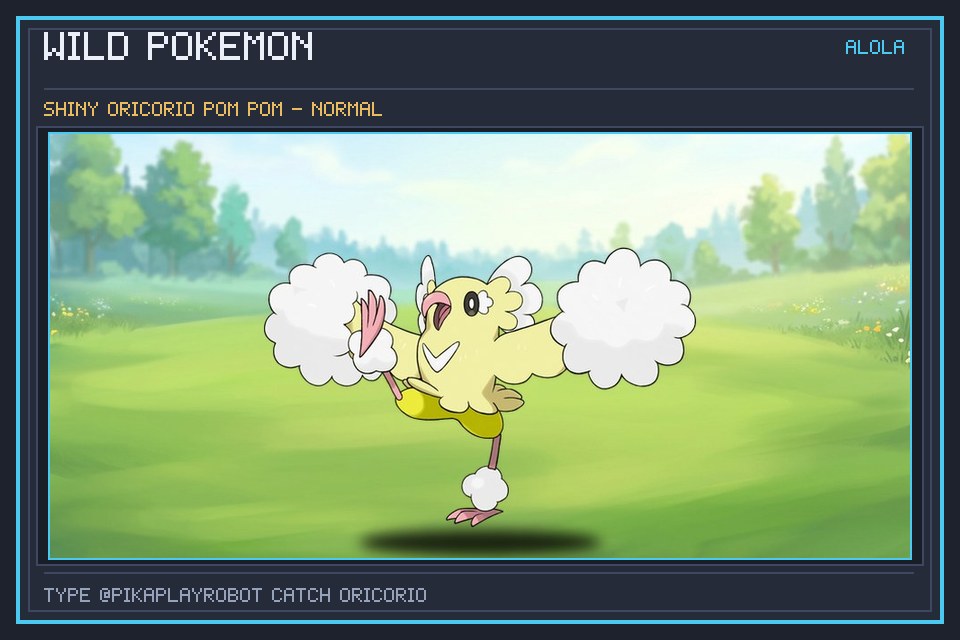 WILD POKEMON
ALOLA
SHINY ORICORIO POM POM - NORMAL
TYPE @PIKAPLAYROBOT CATCH ORICORIO